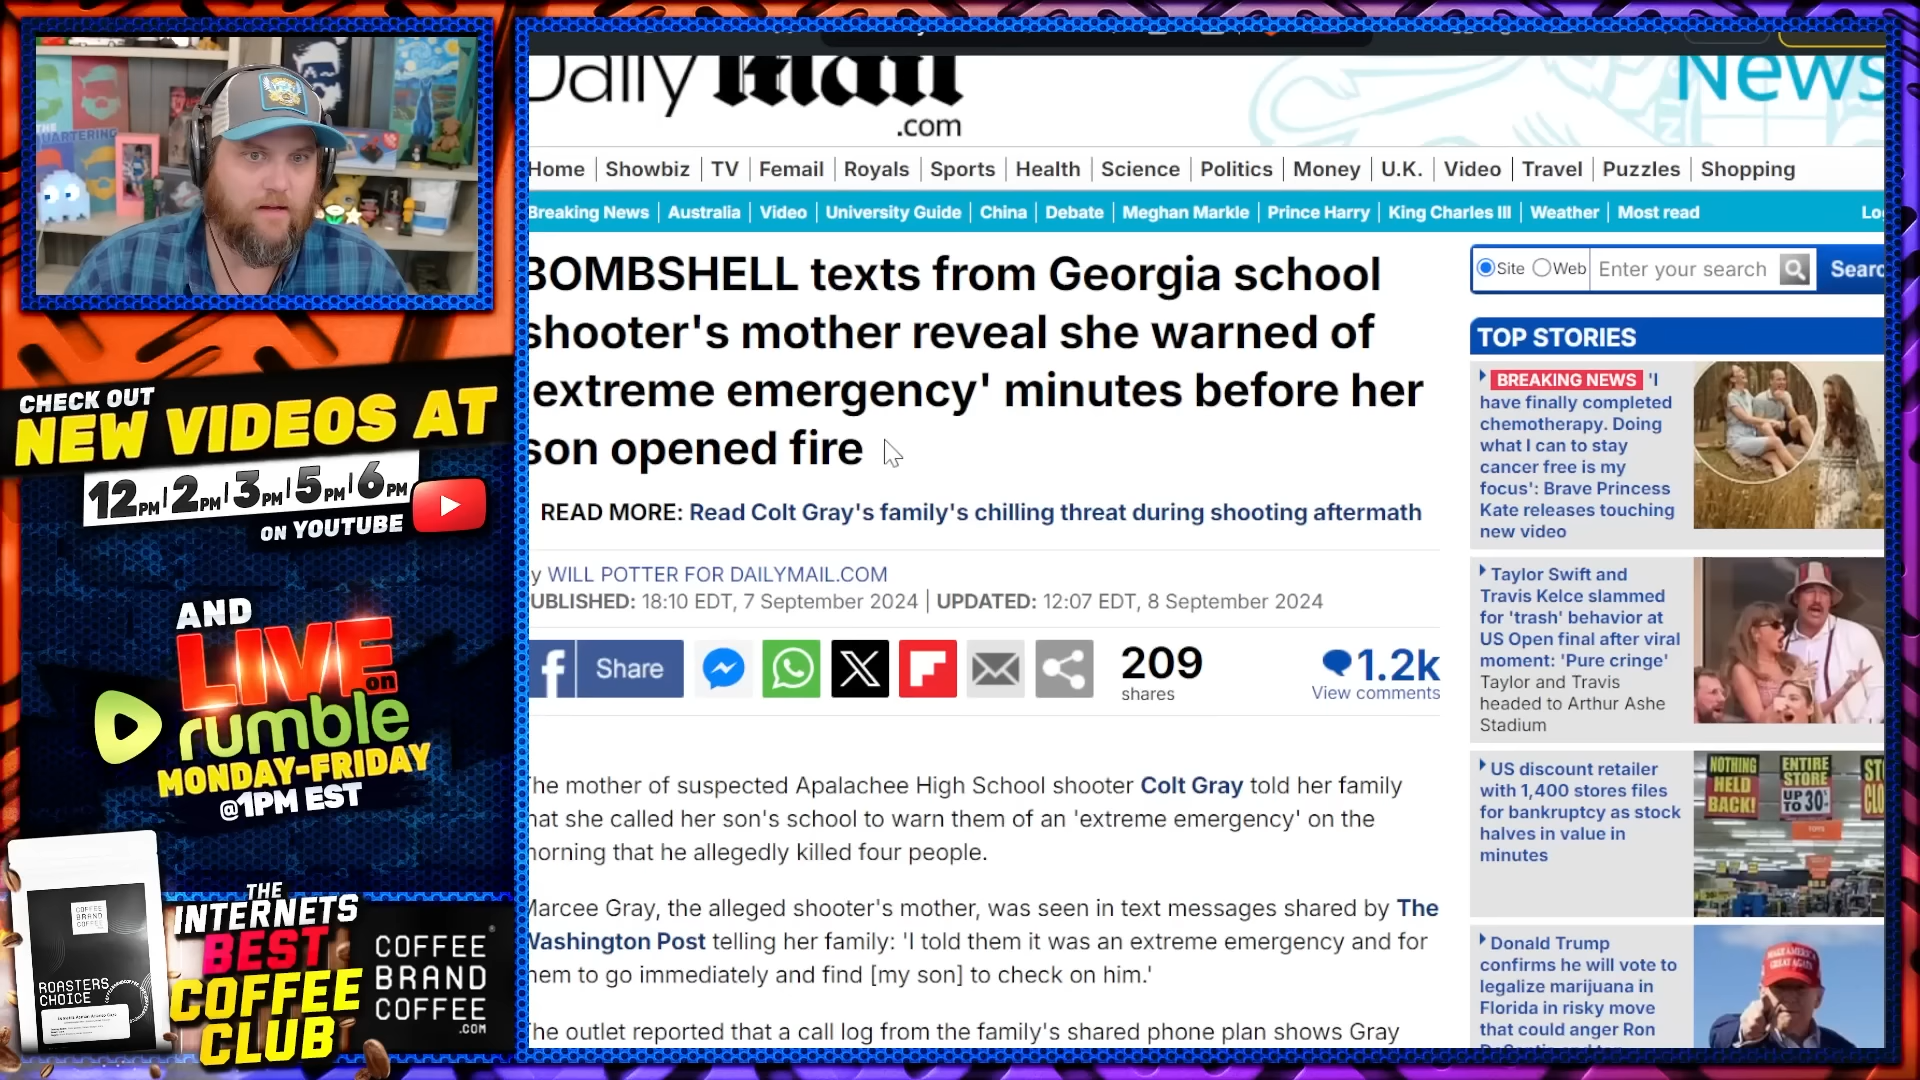 THE
QUARTERING
CHECK OUT
NEW VIDEOS AT
12PM | 2PM | 3PM | 5PM | 6PM
ON YOUTUBE
AND
LIVE on
rumble
MONDAY-FRIDAY
@1PM EST
COFFEE
BRAND
COFFEE
ROASTERS
CHOICE
THE
INTERNETS
BEST
COFFEE
CLUB
COFFEE
BRAND
COFFEE
.COM
Daily Mail
.com
News
Home | Showbiz | TV | Femail | Royals | Sports | Health | Science | Politics | Money | U.K. | Video | Travel | Puzzles | Shopping
Breaking News | Australia | Video | University Guide | China | Debate | Meghan Markle | Prince Harry | King Charles III | Weather | Most read
BOMBSHELL texts from Georgia school
shooter's mother reveal she warned of
extreme emergency' minutes before her
son opened fire
READ MORE: Read Colt Gray's family's chilling threat during shooting aftermath
y WILL POTTER FOR DAILYMAIL.COM
UBLISHED: 18:10 EDT, 7 September 2024 | UPDATED: 12:07 EDT, 8 September 2024
f Share
209
shares
1.2k
View comments
he mother of suspected Apalachee High School shooter Colt Gray told her family
hat she called her son's school to warn them of an 'extreme emergency' on the
norning that he allegedly killed four people.
Marcee Gray, the alleged shooter's mother, was seen in text messages shared by The
Washington Post telling her family: 'I told them it was an extreme emergency and for
hem to go immediately and find [my son] to check on him.'
The outlet reported that a call log from the family's shared phone plan shows Gray
Site Web Enter your search Searc
TOP STORIES
BREAKING NEWS 'I
have finally completed
chemotherapy. Doing
what I can to stay
cancer free is my
focus': Brave Princess
Kate releases touching
new video
Taylor Swift and
Travis Kelce slammed
for 'trash' behavior at
US Open final after viral
moment: 'Pure cringe'
Taylor and Travis
headed to Arthur Ashe
Stadium
US discount retailer
with 1,400 stores files
for bankruptcy as stock
halves in value in
minutes
NOTHING
HELD
BACK!
ENTIRE
STORE
UP TO 30
Donald Trump
confirms he will vote to
legalize marijuana in
Florida in risky move
that could anger Ron